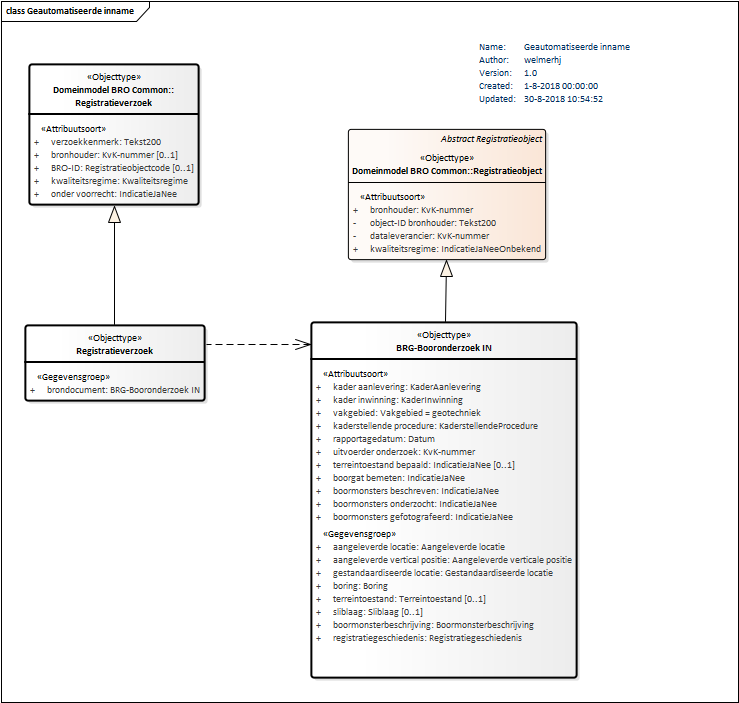 class Geautomatiseerde inname
Name: Geautomatiseerde inname
Author: welmerhj
Version: 1.0
Created: 1-8-2018 00:00:00
Updated: 30-8-2018 10:54:52
«Objecttype»
Domeinmodel BRO Common::
Registratieverzoek
«Attribuutsoort»
+ verzoekkenmerk: Tekst200
+ bronhouder: KvK-nummer [0..1]
+ BRO-ID: Registratieobjectcode [0..1]
+ kwaliteitsregime: Kwaliteitsregime
+ onder voorrecht: IndicatieJaNee
Abstract Registratieobject
«Objecttype»
Domeinmodel BRO Common::Registratieobject
«Attribuutsoort»
+ bronhouder: KvK-nummer
- object-ID bronhouder: Tekst200
- dataleverancier: KvK-nummer
+ kwaliteitsregime: IndicatieJaNeeOnbekend
«Objecttype»
Registratieverzoek
«Gegevensgroep»
+ brondocument: BRG-Booronderzoek IN
«Objecttype»
BRG-Booronderzoek IN
«Attribuutsoort»
+ kader aanlevering: KaderAanlevering
+ kader inwinning: KaderInwinning
+ vakgebied: Vakgebied = geotechniek
+ kaderstellende procedure: KaderstellendeProcedure
+ rapportagedatum: Datum
+ uitvoerder onderzoek: KvK-nummer
+ terreintoestand bepaald: IndicatieJaNee [0..1]
+ boorgat bemeten: IndicatieJaNee
+ boormonsters beschreven: IndicatieJaNee
+ boormonsters onderzocht: IndicatieJaNee
+ boormonsters gefotografeerd: IndicatieJaNee
«Gegevensgroep»
+ aangeleverde locatie: Aangeleverde locatie
+ aangeleverde vertical positie: Aangeleverde verticale positie
+ gestandaardiseerde locatie: Gestandaardiseerde locatie
+ boring: Boring
+ terreintoestand: Terreintoestand [0..1]
+ sliblaag: Sliblaag [0..1]
+ boormonsterbeschrijving: Boormonsterbeschrijving
+ registratiegeschiedenis: Registratiegeschiedenis